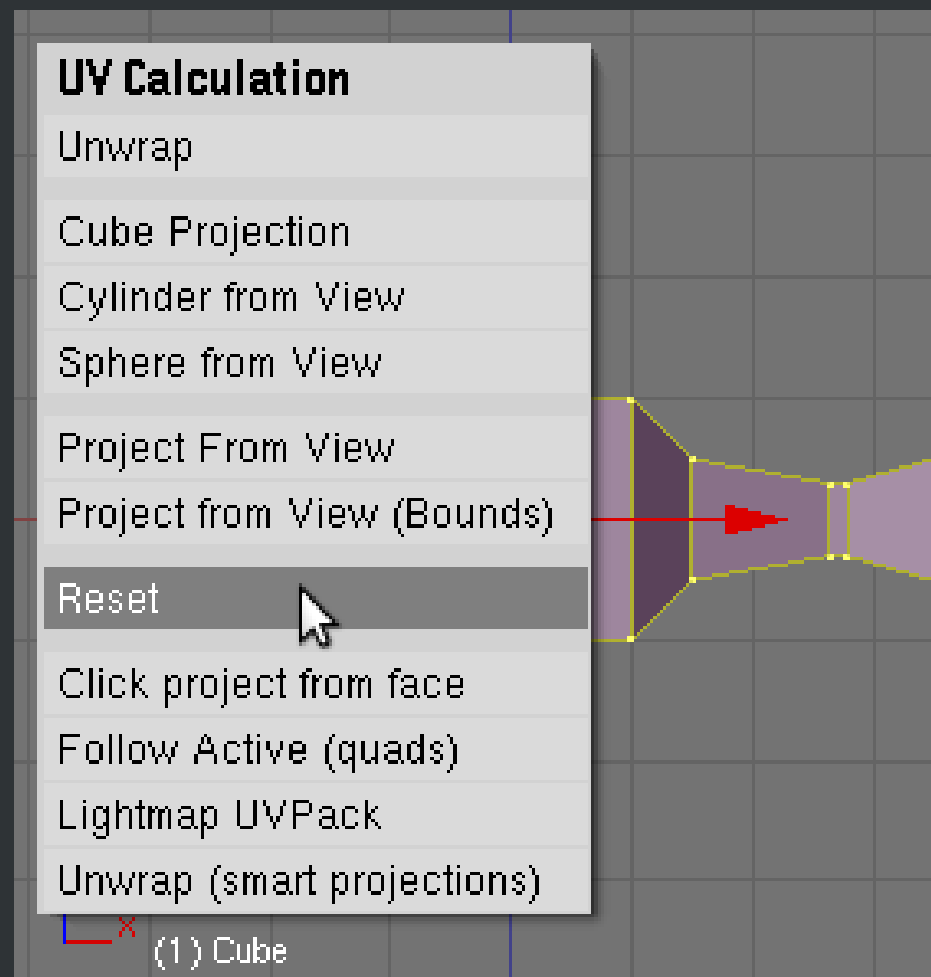 UV Calculation
Unwrap
Cube Projection
Cylinder from View
Sphere from View
Project From View
Project from View (Bounds)
Reset
Click project from face
Follow Active (quads)
Lightmap UVPack
Unwrap (smart projections)
X
(1) Cube